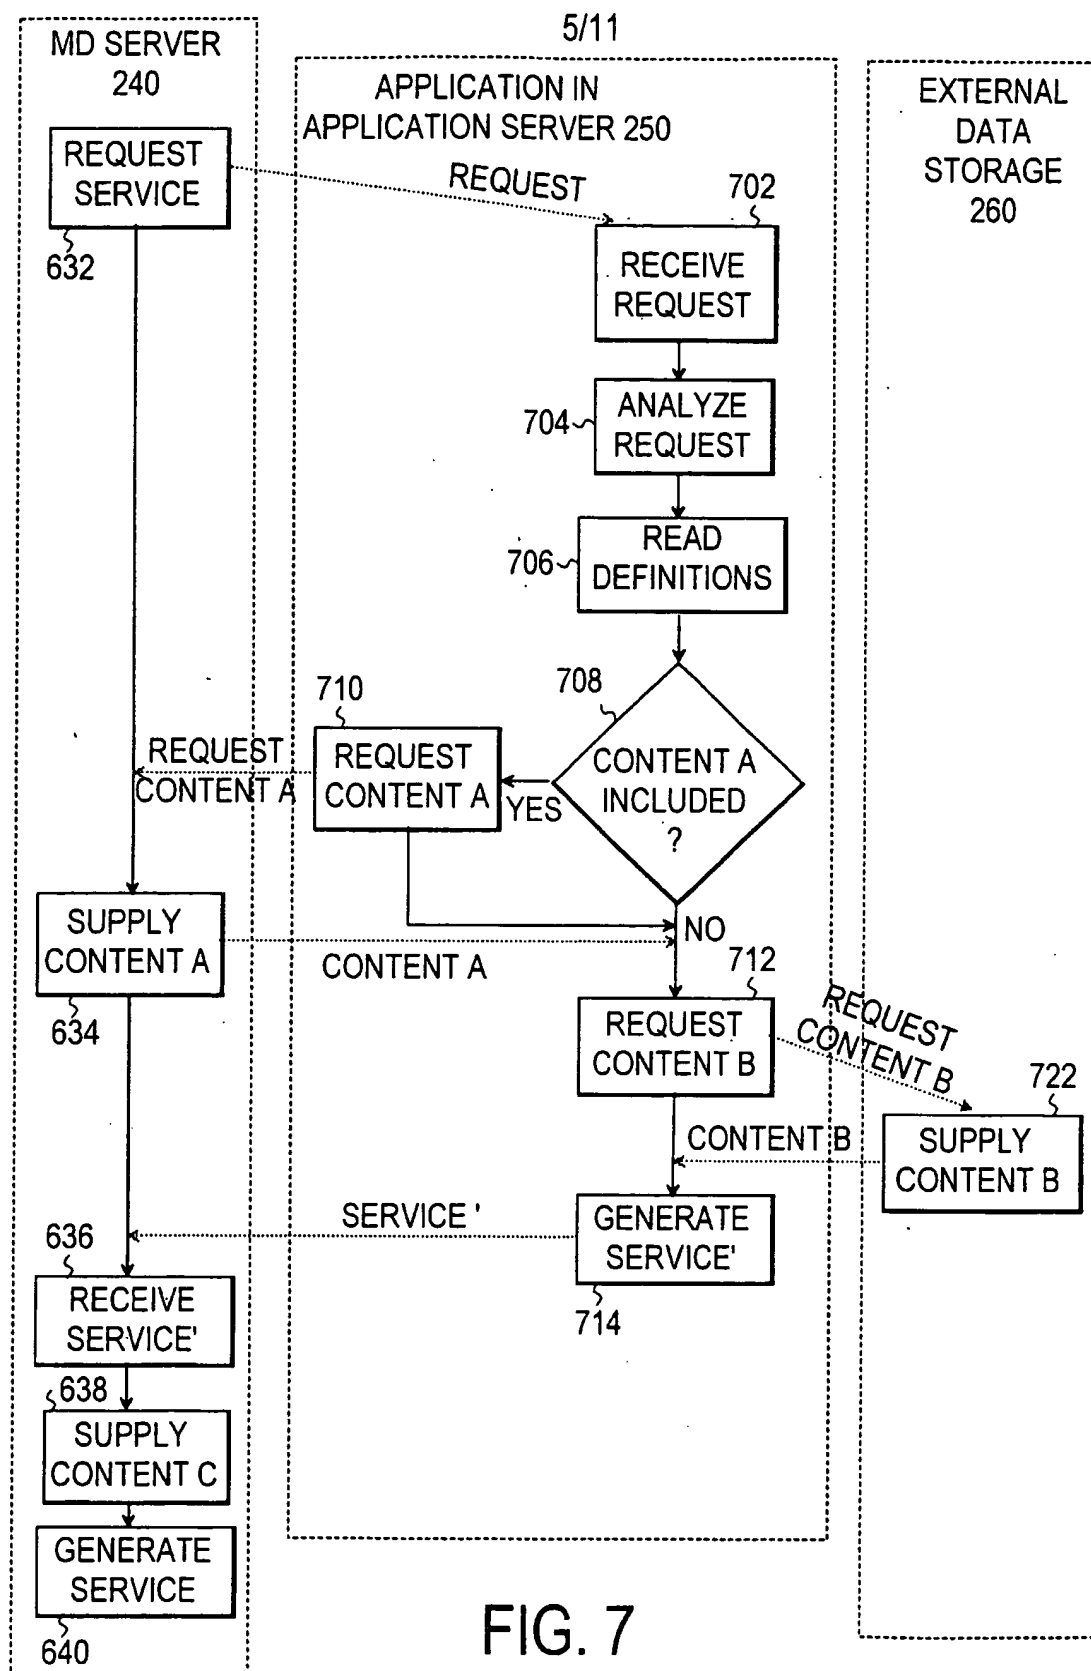 5/11
MD SERVER
240
APPLICATION IN
APPLICATION SERVER 250
EXTERNAL
DATA
STORAGE
260
REQUEST
SERVICE
632
REQUEST
702
RECEIVE
REQUEST
704
ANALYZE
REQUEST
706
READ
DEFINITIONS
708
CONTENT A
INCLUDED
?
YES
NO
710
REQUEST
CONTENT A
REQUEST
CONTENT A
SUPPLY
CONTENT A
634
CONTENT A
712
REQUEST
CONTENT B
REQUEST
CONTENT B
722
SUPPLY
CONTENT B
CONTENT B
GENERATE
SERVICE'
714
SERVICE '
636
RECEIVE
SERVICE'
638
SUPPLY
CONTENT C
GENERATE
SERVICE
640
FIG. 7